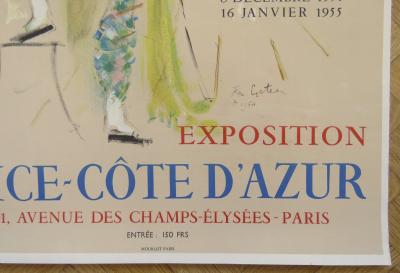 16 JANVIER 1955
EXPOSITION
ICE-CÔTE D'AZUR
1, AVENUE DES CHAMPS-ÉLYSÉES - PARIS
ENTRÉE : 150 FRS
MOURLOT PARIS